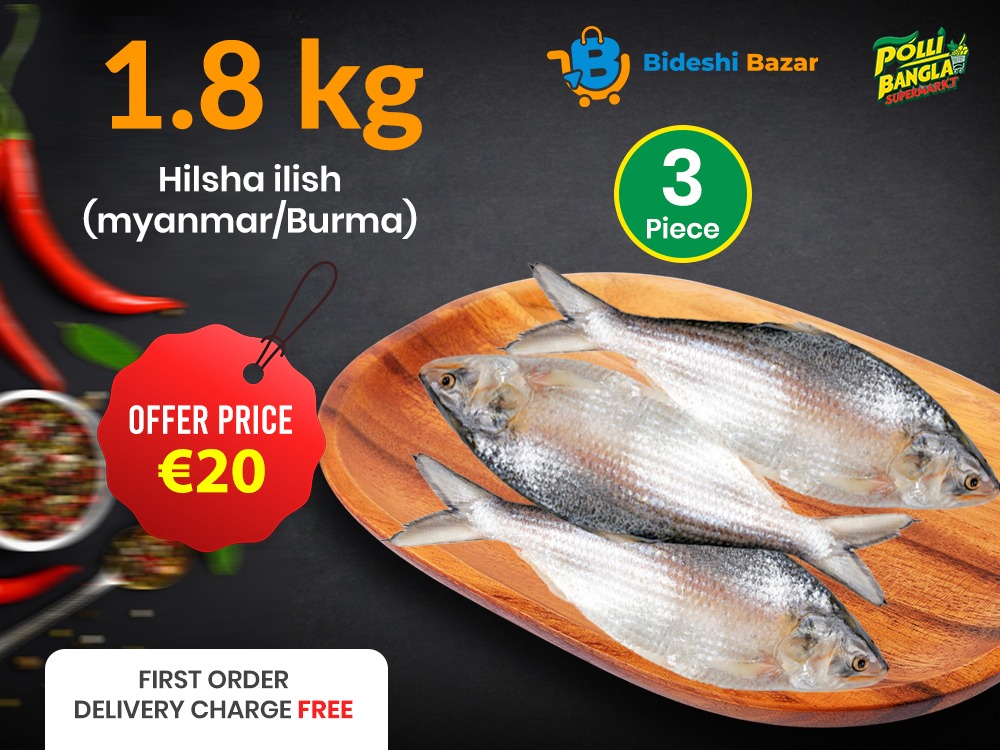 1.8 kg
Hilsha ilish
(myanmar/Burma)
Bideshi Bazar
POLLI
BANGLA
SUPERMARKT
3
Piece
OFFER PRICE
€20
FIRST ORDER
DELIVERY CHARGE FREE